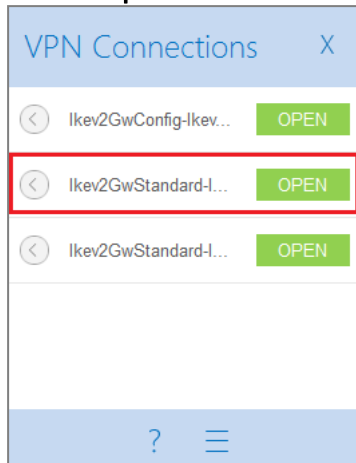 VPN Connections X
Ikev2GwConfig-Ikev... OPEN
Ikev2GwStandard-I... OPEN
Ikev2GwStandard-I... OPEN
?